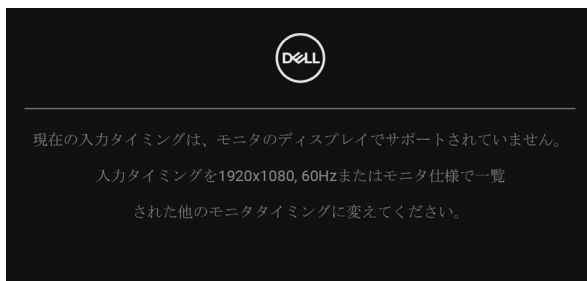 DELL
現在の入力タイミングは、モニタのディスプレイでサポートされていません。
入力タイミングを1920x1080, 60Hzまたはモニタ仕様で一覧
された他のモニタタイミングに変えてください。